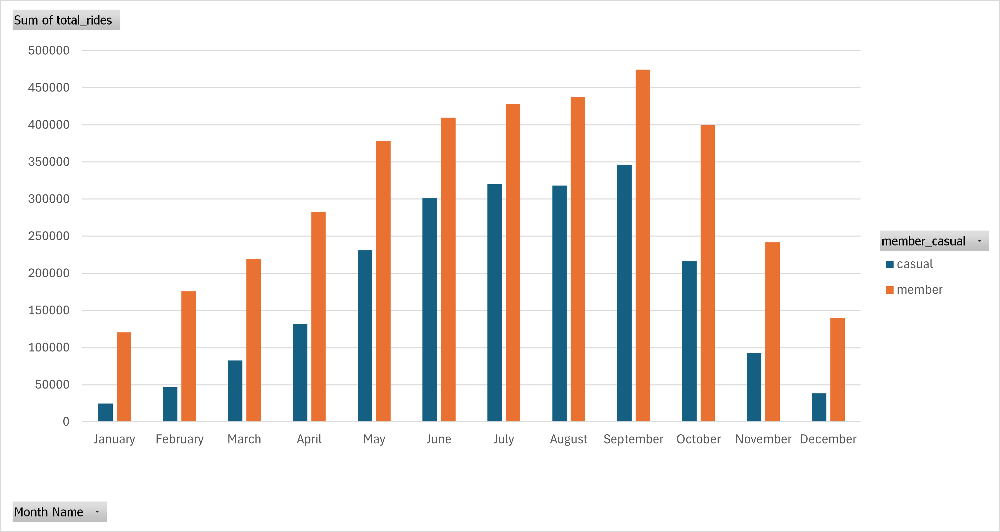 Sum of total_rides
500000
450000
400000
350000
300000
250000
200000
150000
100000
50000
0
January February March April May June July August September October November December
member_casual
casual
member
Month Name